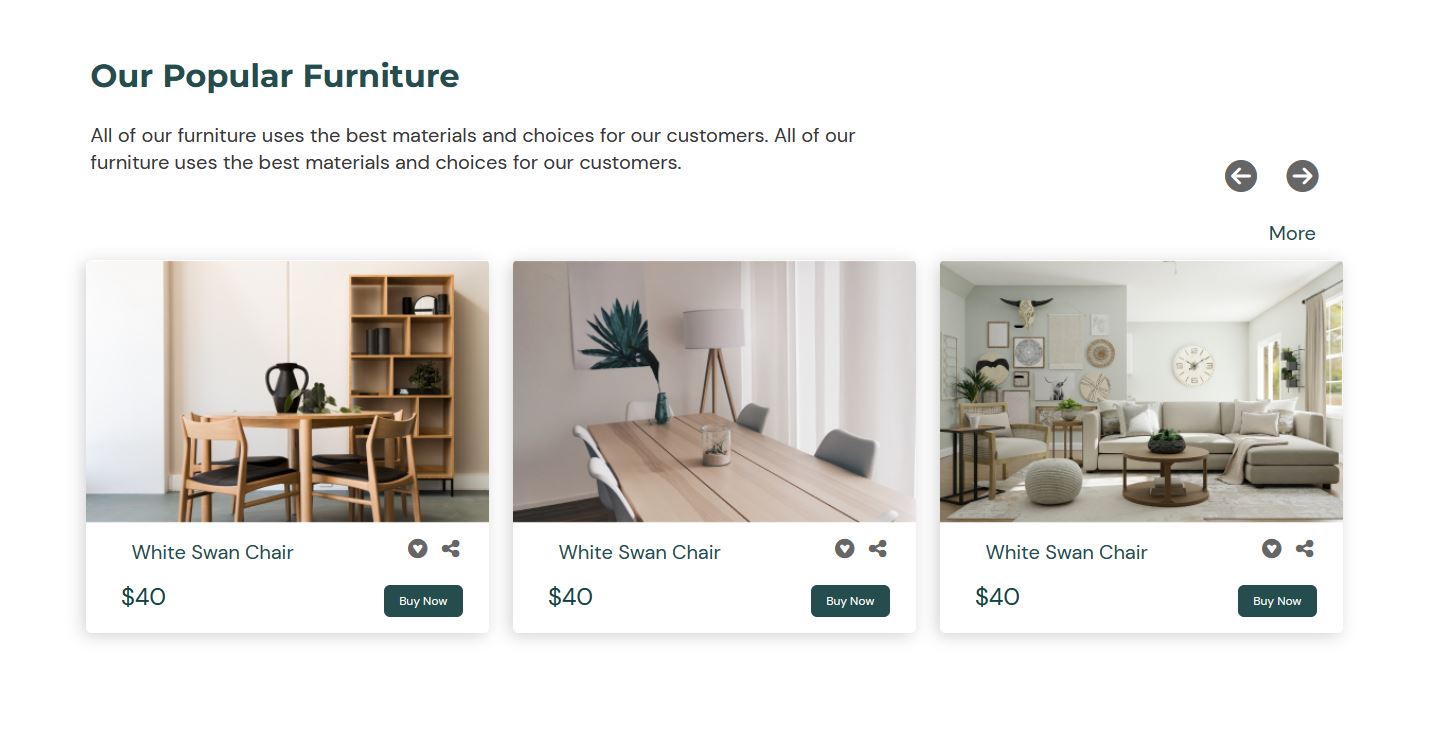 Our Popular Furniture
All of our furniture uses the best materials and choices for our customers. All of our
furniture uses the best materials and choices for our customers.
More
White Swan Chair
$40
Buy Now
White Swan Chair
$40
Buy Now
White Swan Chair
$40
Buy Now